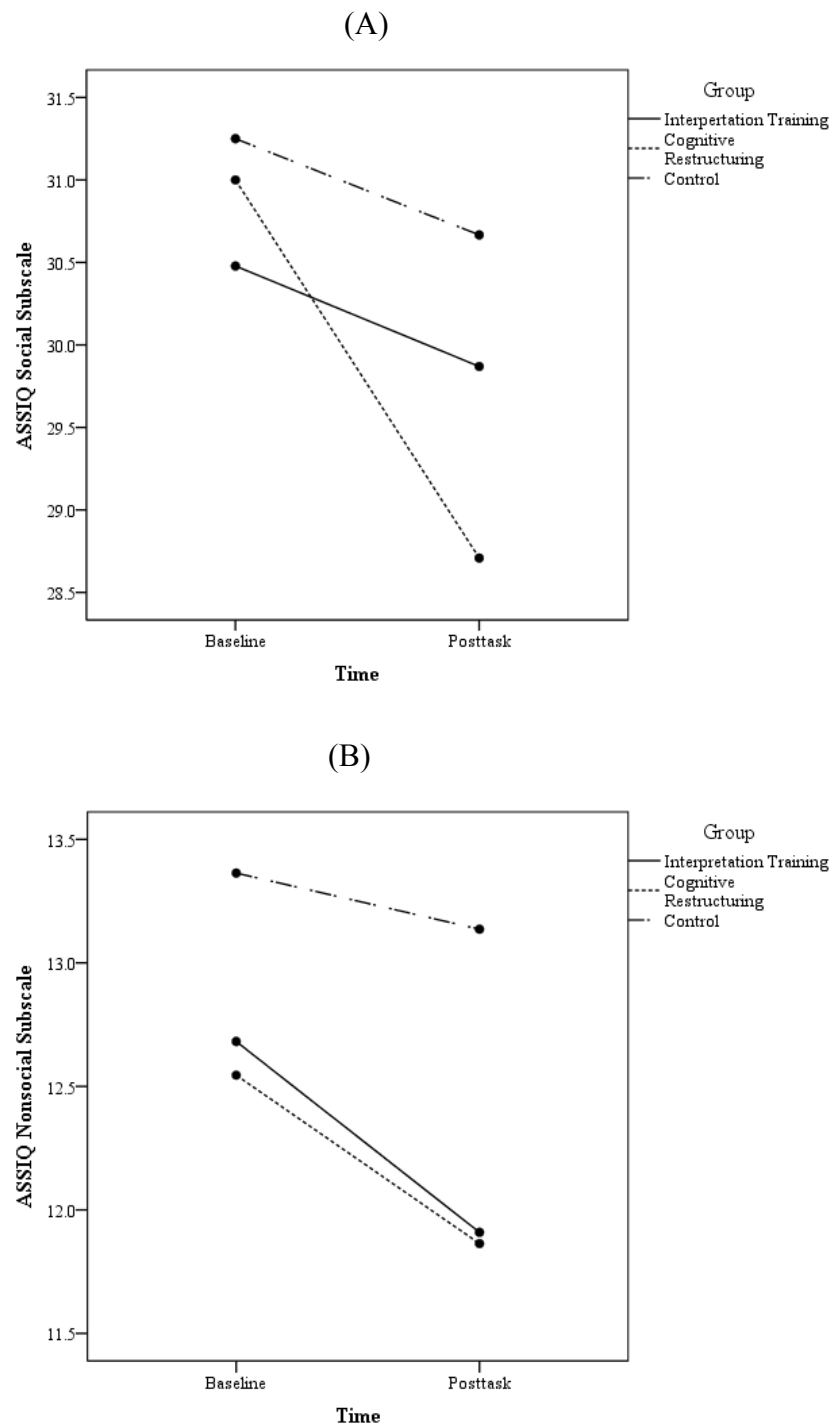 (A)
31.5
31.0
30.5
30.0
29.5
29.0
28.5
ASSIQ Social Subscale
Baseline
Posttask
Time
Group
Interpertation Training
Cognitive
Restructuring
Control
(B)
13.5
13.0
12.5
12.0
11.5
ASSIQ Nonsocial Subscale
Baseline
Posttask
Time
Group
Interpretation Training
Cognitive
Restructuring
Control